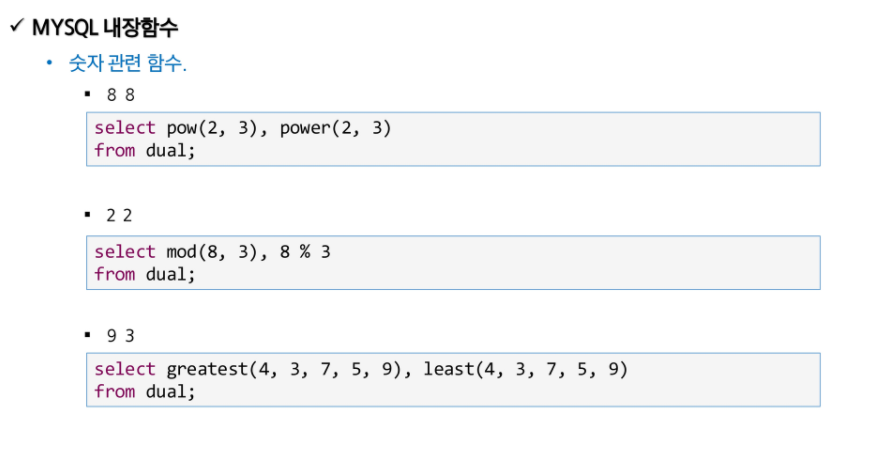 ✓ MYSQL 내장함수
• 숫자 관련 함수.
▪ 8 8
select pow(2, 3), power(2, 3)
from dual;
▪ 2 2
select mod(8, 3), 8 % 3
from dual;
▪ 9 3
select greatest(4, 3, 7, 5, 9), least(4, 3, 7, 5, 9)
from dual;